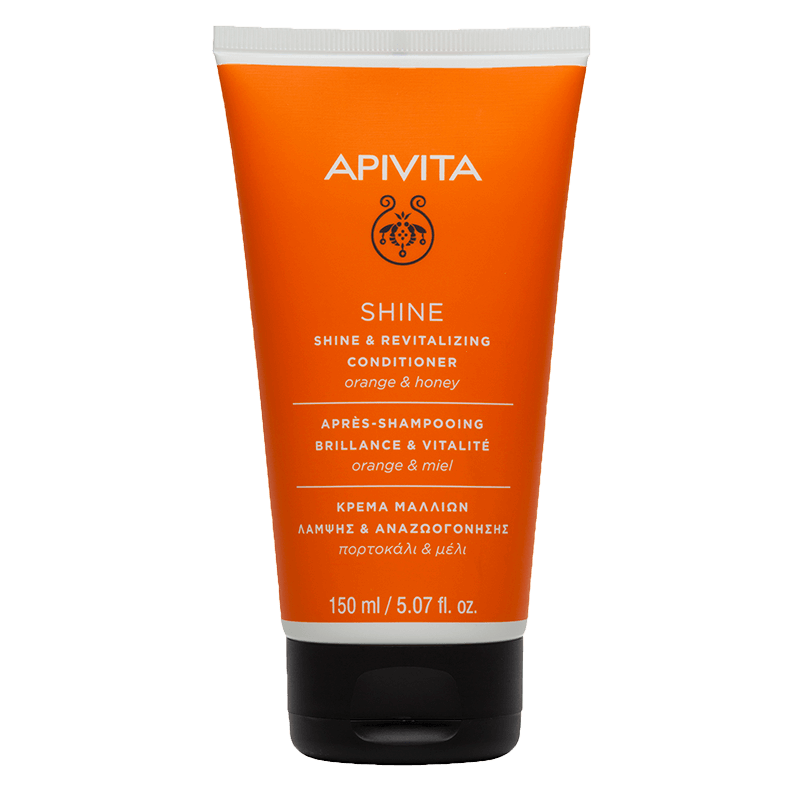 APIVITA
SHINE
SHINE & REVITALIZING
CONDITIONER
orange & honey
APRÈS-SHAMPOOING
BRILLANCE & VITALITÉ
orange & miel
ΚΡΕΜΑ ΜΑΛΛΙΩΝ
ΛΑΜΨΗΣ & ΑΝΑΖΩΟΓΟΝΗΣΗΣ
πορτοκάλι & μέλι
150 ml / 5.07 fl. oz.